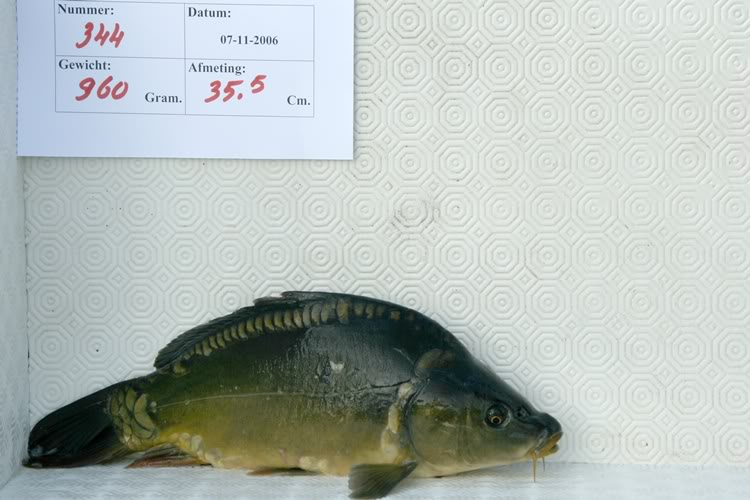 Nummer: Datum:
344 07-11-2006
Gewicht: Afmeting:
960 Gram. 35.5 Cm.